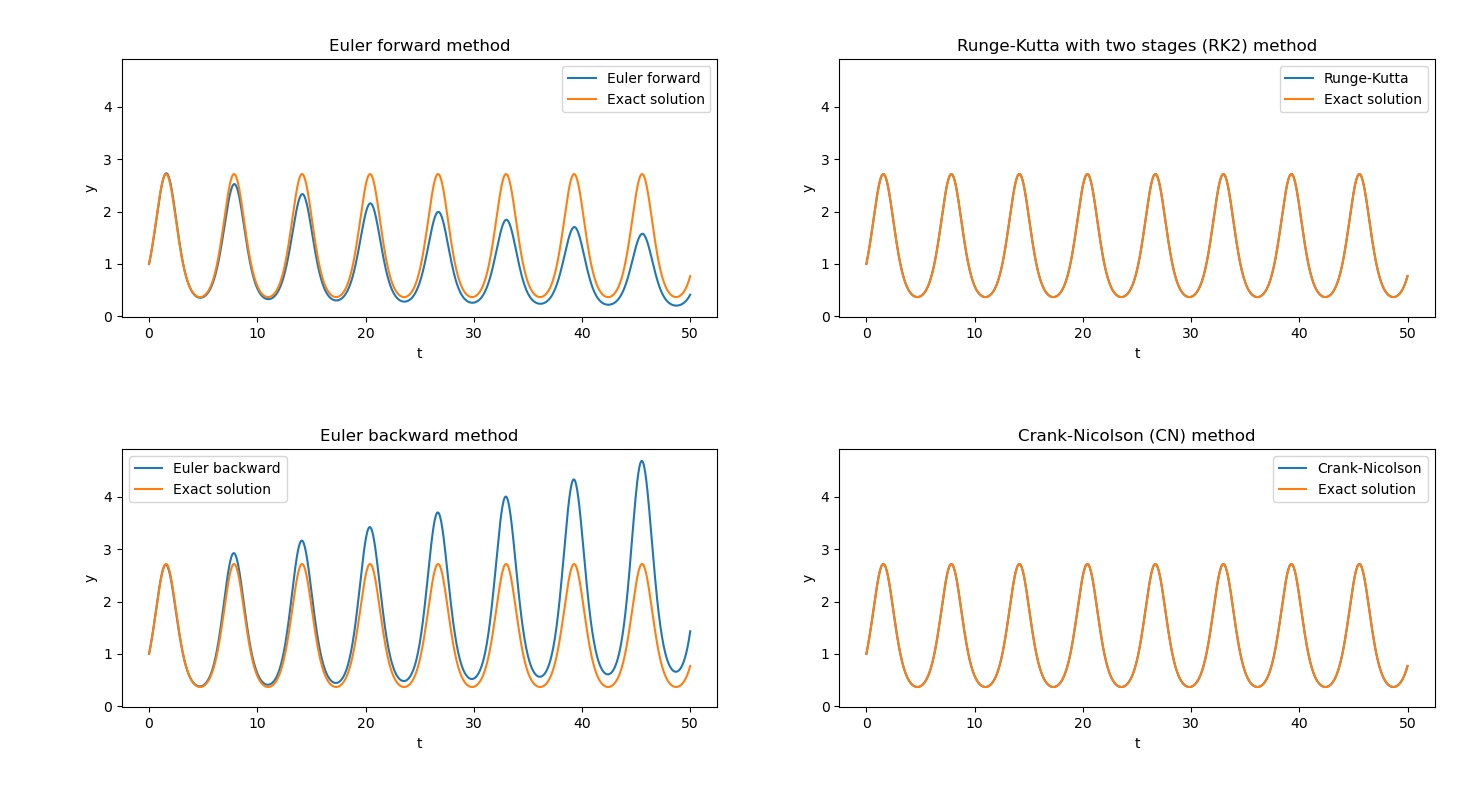 Euler forward method
Euler forward
Exact solution
4
3
2
1
0
y
0 10 20 30 40 50
t
Runge-Kutta with two stages (RK2) method
Runge-Kutta
Exact solution
4
3
2
1
0
y
0 10 20 30 40 50
t
Euler backward method
Euler backward
Exact solution
4
3
2
1
0
y
0 10 20 30 40 50
t
Crank-Nicolson (CN) method
Crank-Nicolson
Exact solution
4
3
2
1
0
y
0 10 20 30 40 50
t